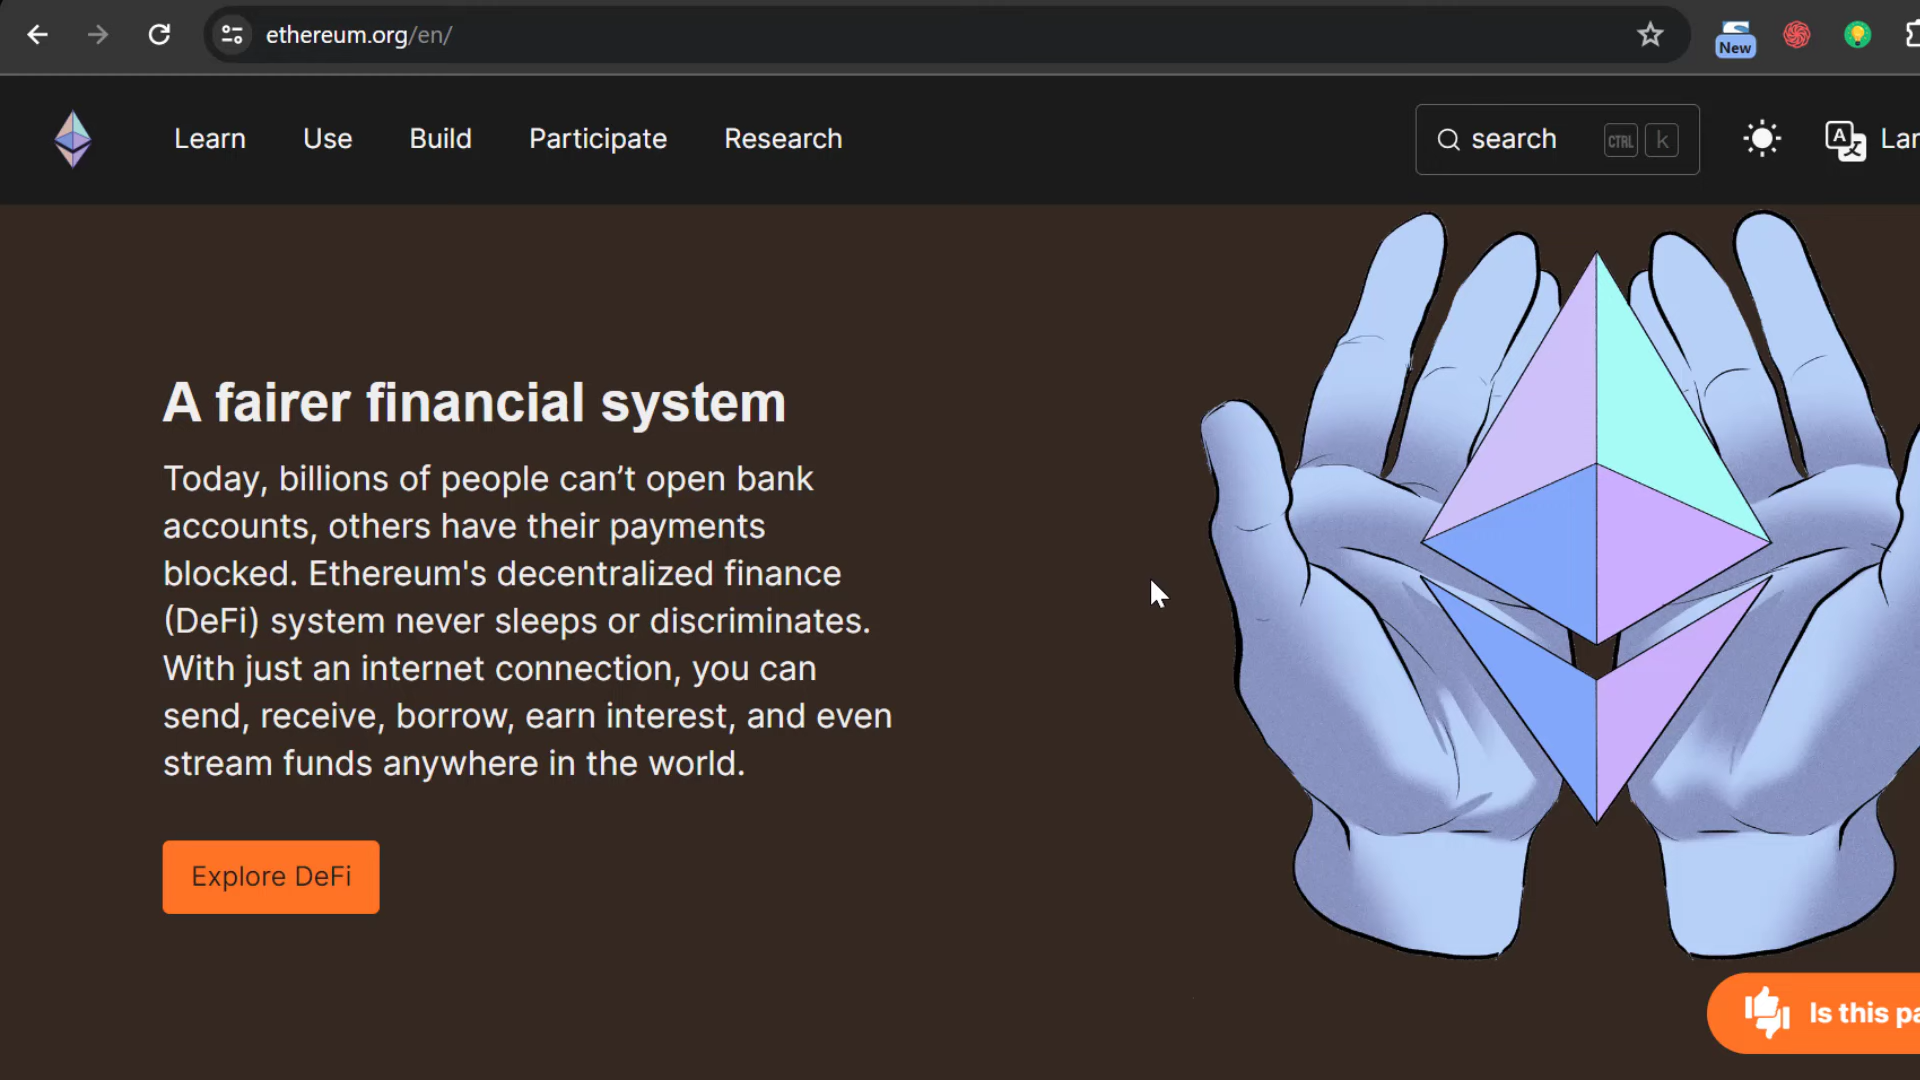 ethereum.org/en/
New
Learn Use Build Participate Research
search CTRL k
A
文
A fairer financial system
Today, billions of people can’t open bank
accounts, others have their payments
blocked. Ethereum's decentralized finance
(DeFi) system never sleeps or discriminates.
With just an internet connection, you can
send, receive, borrow, earn interest, and even
stream funds anywhere in the world.
Explore DeFi
Is this